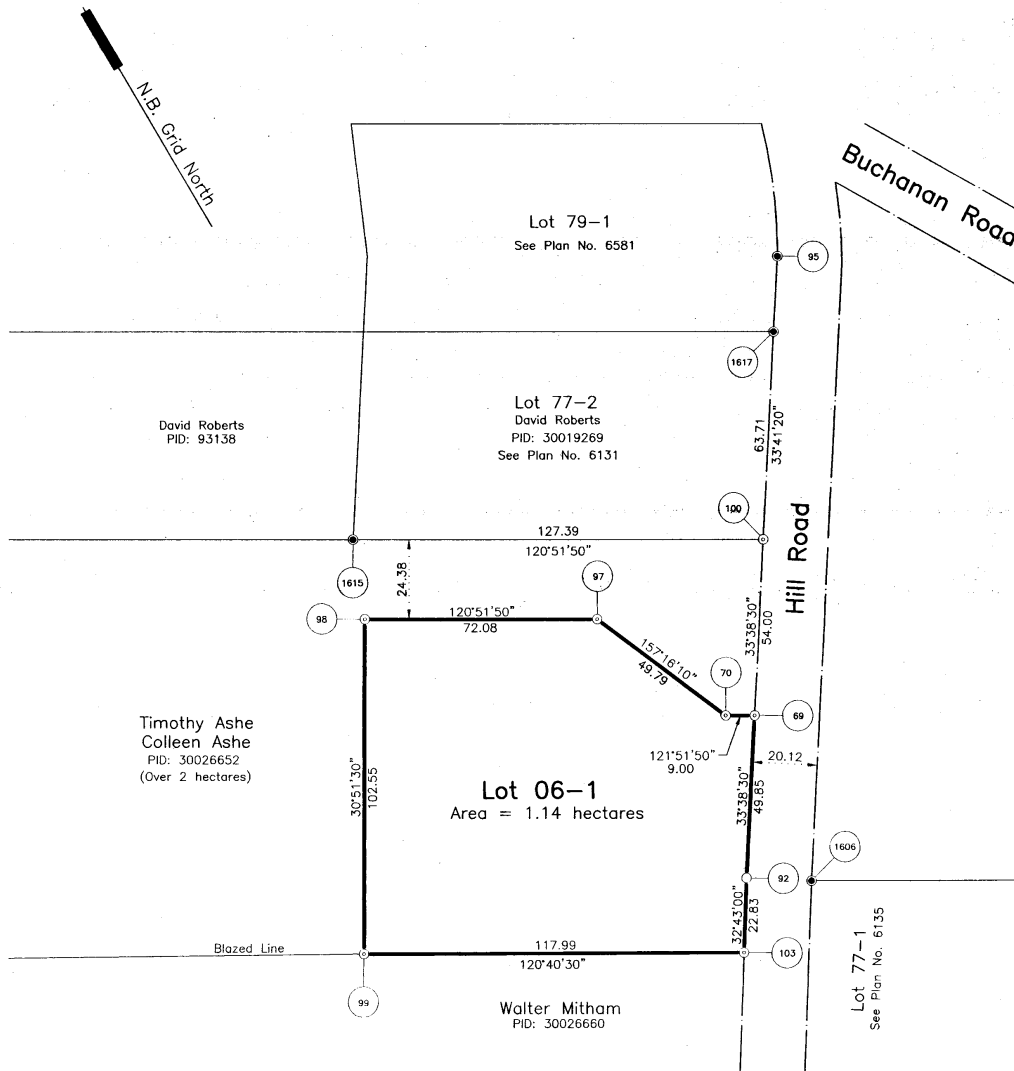 N.B. Grid North
Buchanan Road
Lot 79-1
See Plan No. 6581
95
1617
Lot 77-2
David Roberts
PID: 30019269
See Plan No. 6131
David Roberts
PID: 93138
63.71
33°41'20"
100
Hill Road
127.39
120°51'50"
1615
24.38
97
98
120°51'50"
72.08
33°38'30"
54.00
157°16'10"
49.79
70
69
Timothy Ashe
Colleen Ashe
PID: 30026652
(Over 2 hectares)
121°51'50"
9.00
20.12
30°51'30"
102.55
Lot 06-1
Area = 1.14 hectares
33°38'30"
49.85
1606
92
32°43'00"
22.83
Lot 77-1
See Plan No. 6135
Blazed Line
117.99
120°40'30"
103
99
Walter Mitham
PID: 30026660